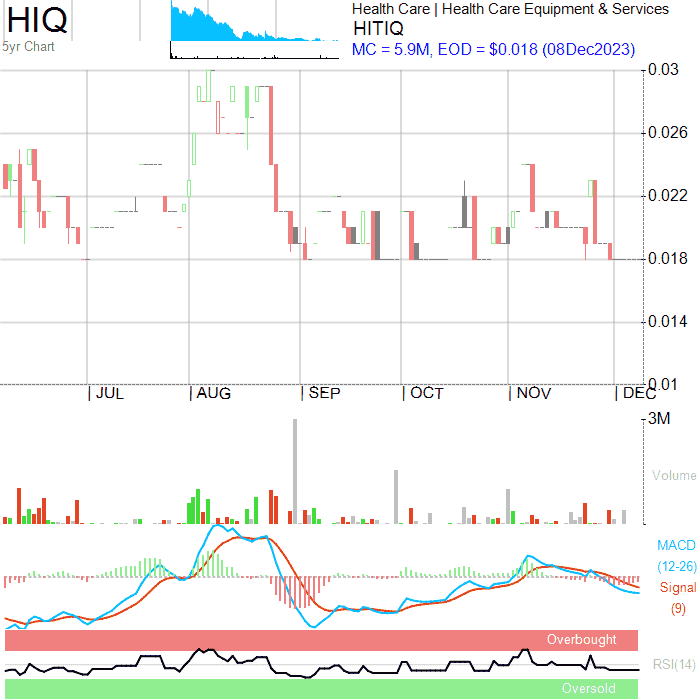 HIQ
5yr Chart
Health Care | Health Care Equipment & Services
HITIQ
MC = 5.9M, EOD = $0.018 (08Dec2023)
0.03
0.026
0.022
0.018
0.014
0.01
JUL AUG SEP OCT NOV DEC
3M
Volume
MACD
(12-26)
Signal
(9)
Overbought
RSI(14)
Oversold